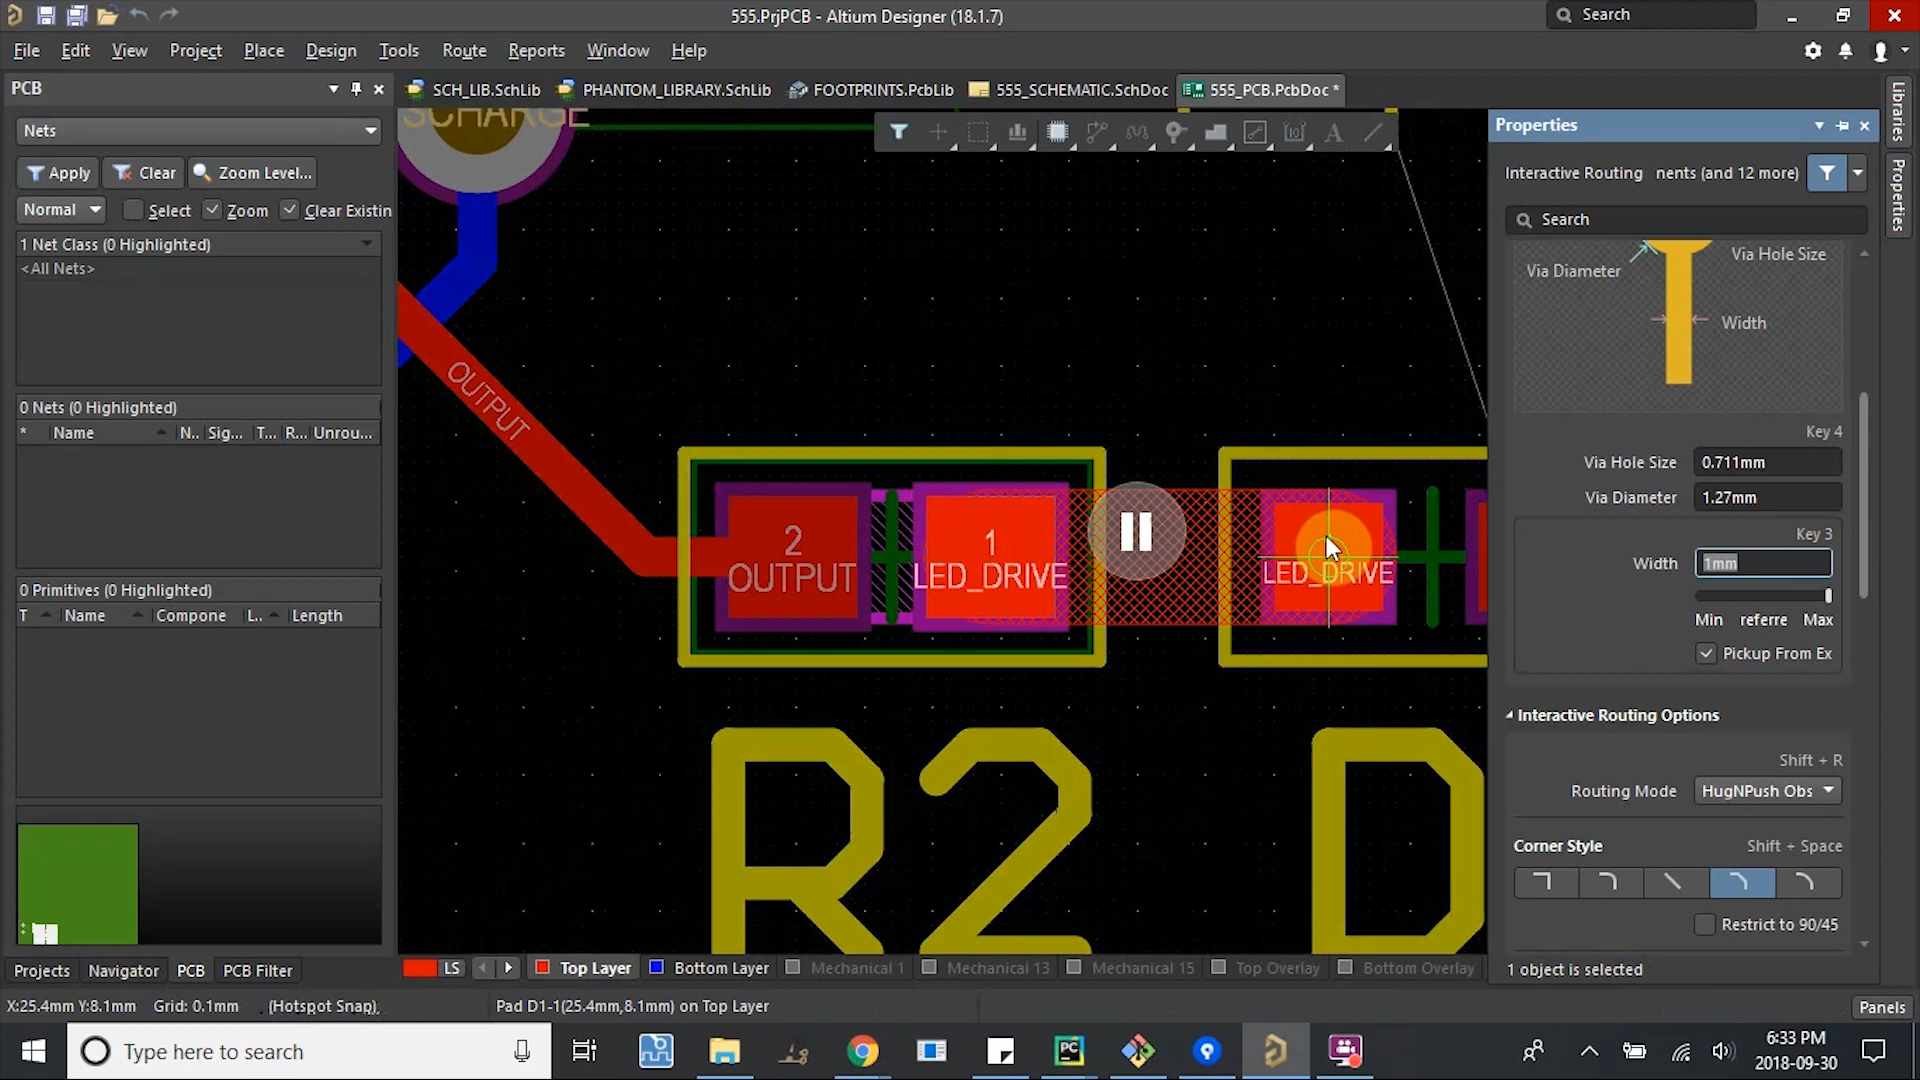 555.PrjPCB - Altium Designer (18.1.7)
Search
File Edit View Project Place Design Tools Route Reports Window Help
PCB
SCH_LIB.SchLib PHANTOM_LIBRARY.SchLib FOOTPRINTS.PcbLib 555_SCHEMATIC.SchDoc 555_PCB.PcbDoc *
Libraries
Properties
Nets
Apply Clear Zoom Level...
Normal Select Zoom Clear Existin
1 Net Class (0 Highlighted)
<All Nets>
0 Nets (0 Highlighted)
* Name N.. Sig... T... R... Unrou...
0 Primitives (0 Highlighted)
T Name Compone L.. Length
SCHARGE
OUTPUT
2
OUTPUT
1
LED_DRIVE
LED_DRIVE
R2
D
Properties
Interactive Routing nents (and 12 more)
Search
Via Diameter
Via Hole Size
Width
Key 4
Via Hole Size 0.711mm
Via Diameter 1.27mm
Key 3
Width 1mm
Min referre Max
Pickup From Ex
Interactive Routing Options
Shift + R
Routing Mode HugNPush Obs
Corner Style Shift + Space
Restrict to 90/45
1 object is selected
Projects Navigator PCB PCB Filter
LS Top Layer Bottom Layer Mechanical 1 Mechanical 13 Mechanical 15 Top Overlay Bottom Overlay
X:25.4mm Y:8.1mm Grid: 0.1mm (Hotspot Snap) Pad D1-1(25.4mm,8.1mm) on Top Layer
Panels
Type here to search
PC
6:33 PM
2018-09-30